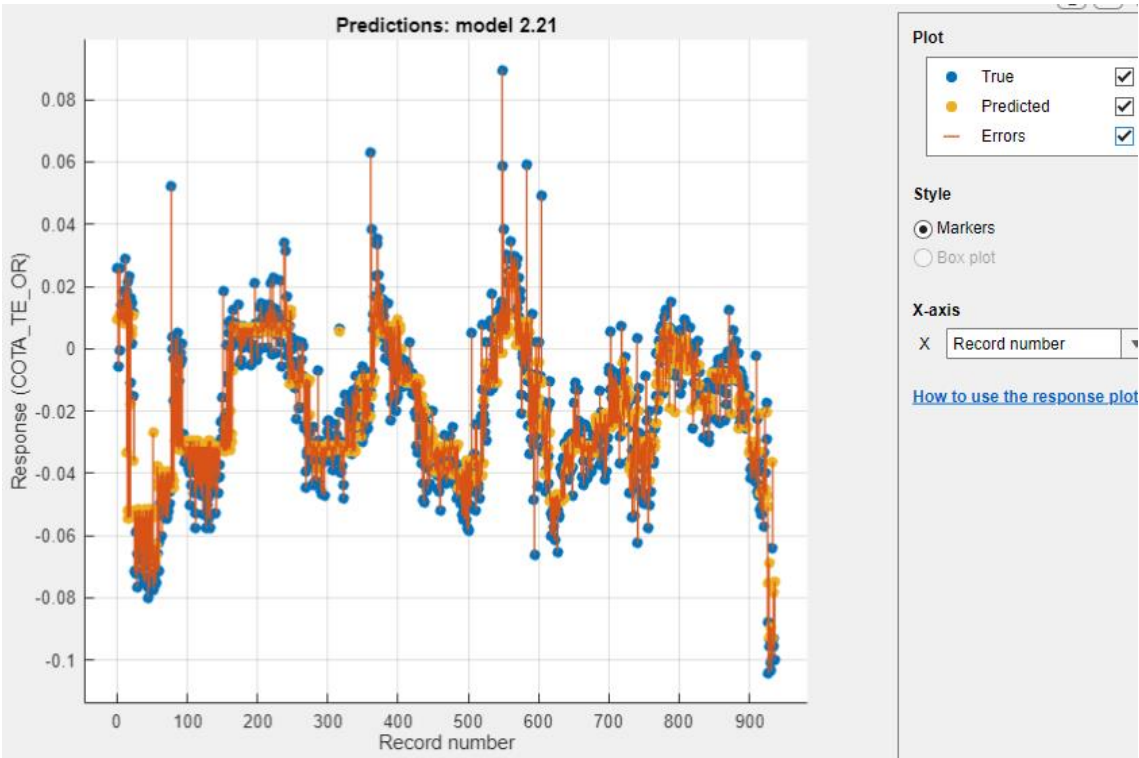 Predictions: model 2.21
Response (COTA_TE_OR)
0.08
0.06
0.04
0.02
0
-0.02
-0.04
-0.06
-0.08
-0.1
0 100 200 300 400 500 600 700 800 900
Record number
Plot
True
Predicted
Errors
Style
Markers
Box plot
X-axis
X Record number
How to use the response plot